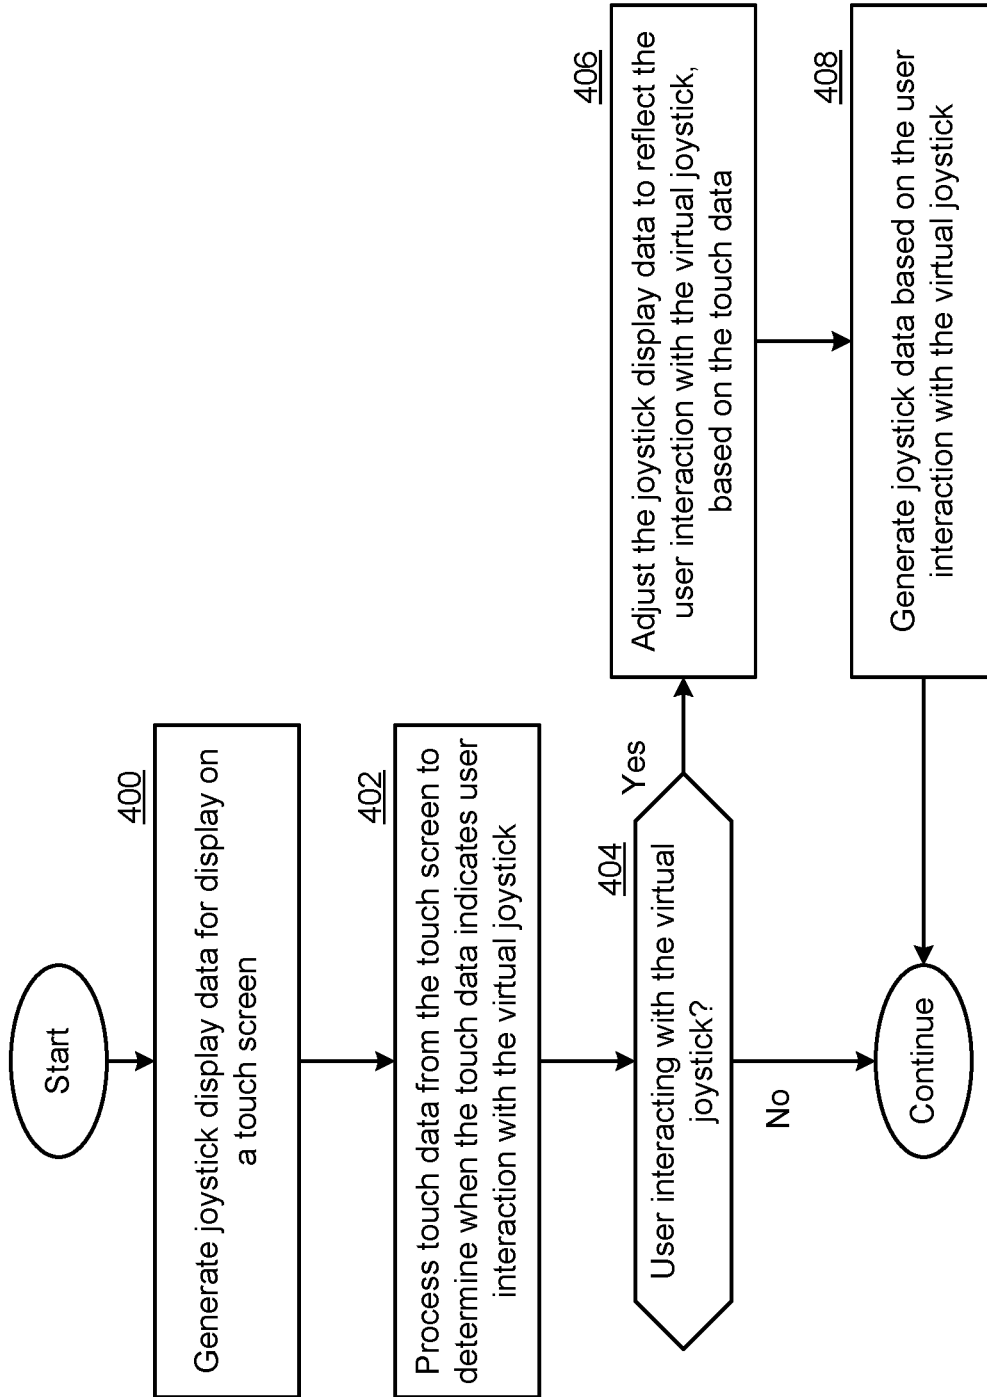 Start
400
Generate joystick display data for display on
a touch screen
402
Process touch data from the touch screen to
determine when the touch data indicates user
interaction with the virtual joystick
404
User interacting with the virtual
joystick?
Yes
No
406
Adjust the joystick display data to reflect the
user interaction with the virtual joystick,
based on the touch data
408
Generate joystick data based on the user
interaction with the virtual joystick
Continue